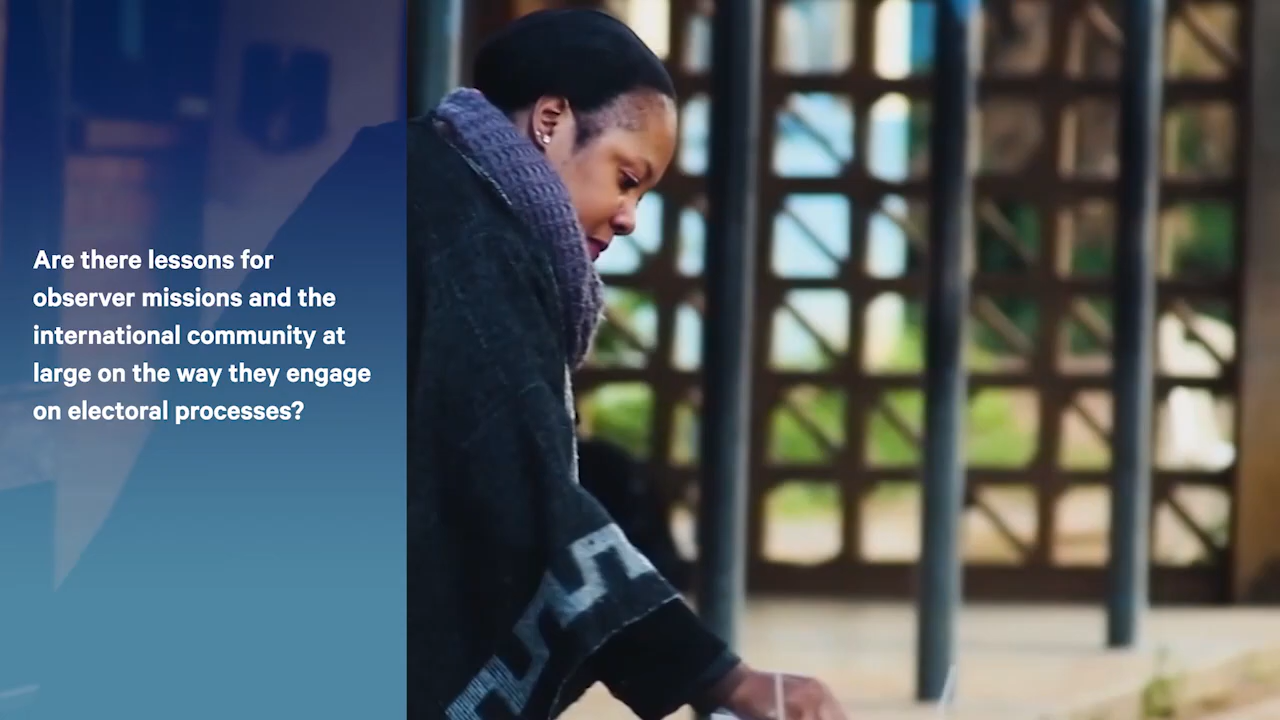 Are there lessons for
observer missions and the
international community at
large on the way they engage
on electoral processes?